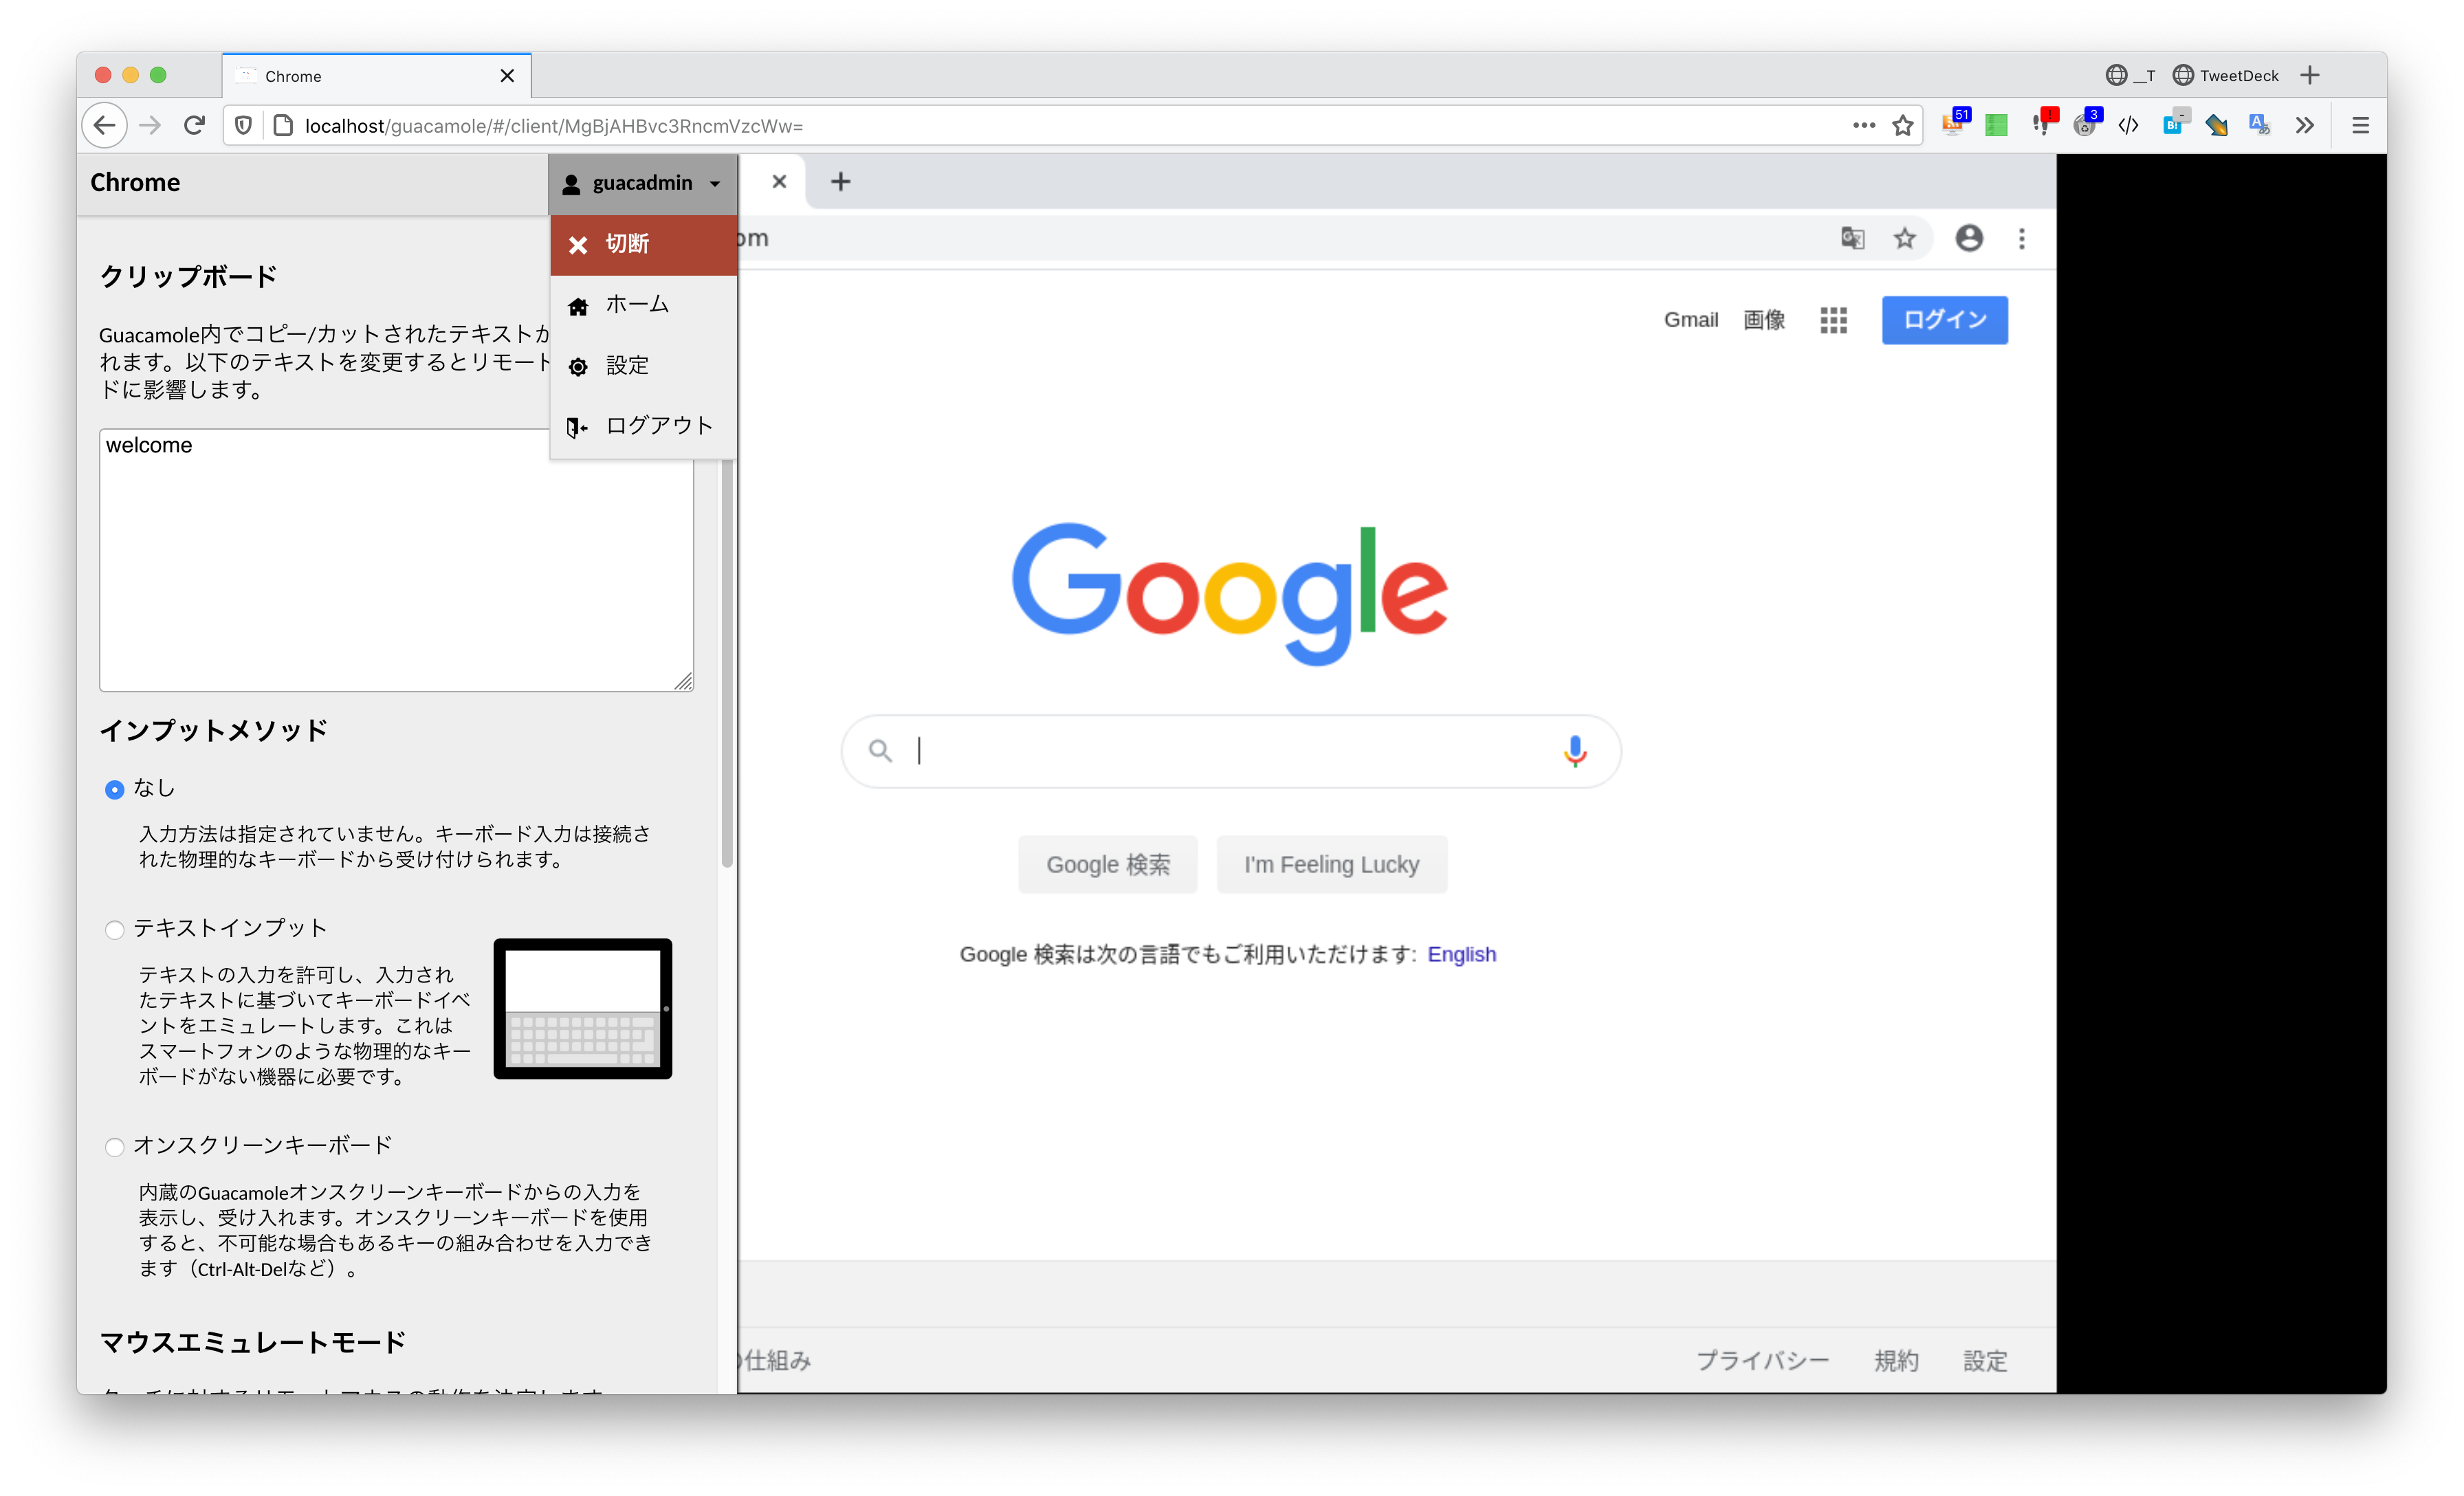 Chrome
__T
TweetDeck
localhost/guacamole/#/client/MgBjAHBvc3RncmVzcWw=
51
!
3
B!
Chrome
guacadmin
切断
ホーム
設定
ログアウト
クリップボード
Guacamole内でコピー/カットされたテキストが
れます。以下のテキストを変更するとリモート
ドに影響します。
welcome
インプットメソッド
なし
入力方法は指定されていません。キーボード入力は接続さ
れた物理的なキーボードから受け付けられます。
テキストインプット
テキストの入力を許可し、入力され
たテキストに基づいてキーボードイベ
ントをエミュレートします。これは
スマートフォンのような物理的なキー
ボードがない機器に必要です。
オンスクリーンキーボード
内蔵のGuacamoleオンスクリーンキーボードからの入力を
表示し、受け入れます。オンスクリーンキーボードを使用
すると、不可能な場合もあるキーの組み合わせを入力でき
ます（Ctrl-Alt-Delなど）。
マウスエミュレートモード
om
Gmail
画像
ログイン
Google
Google 検索
I'm Feeling Lucky
Google 検索は次の言語でもご利用いただけます: English
の仕組み
プライバシー
規約
設定